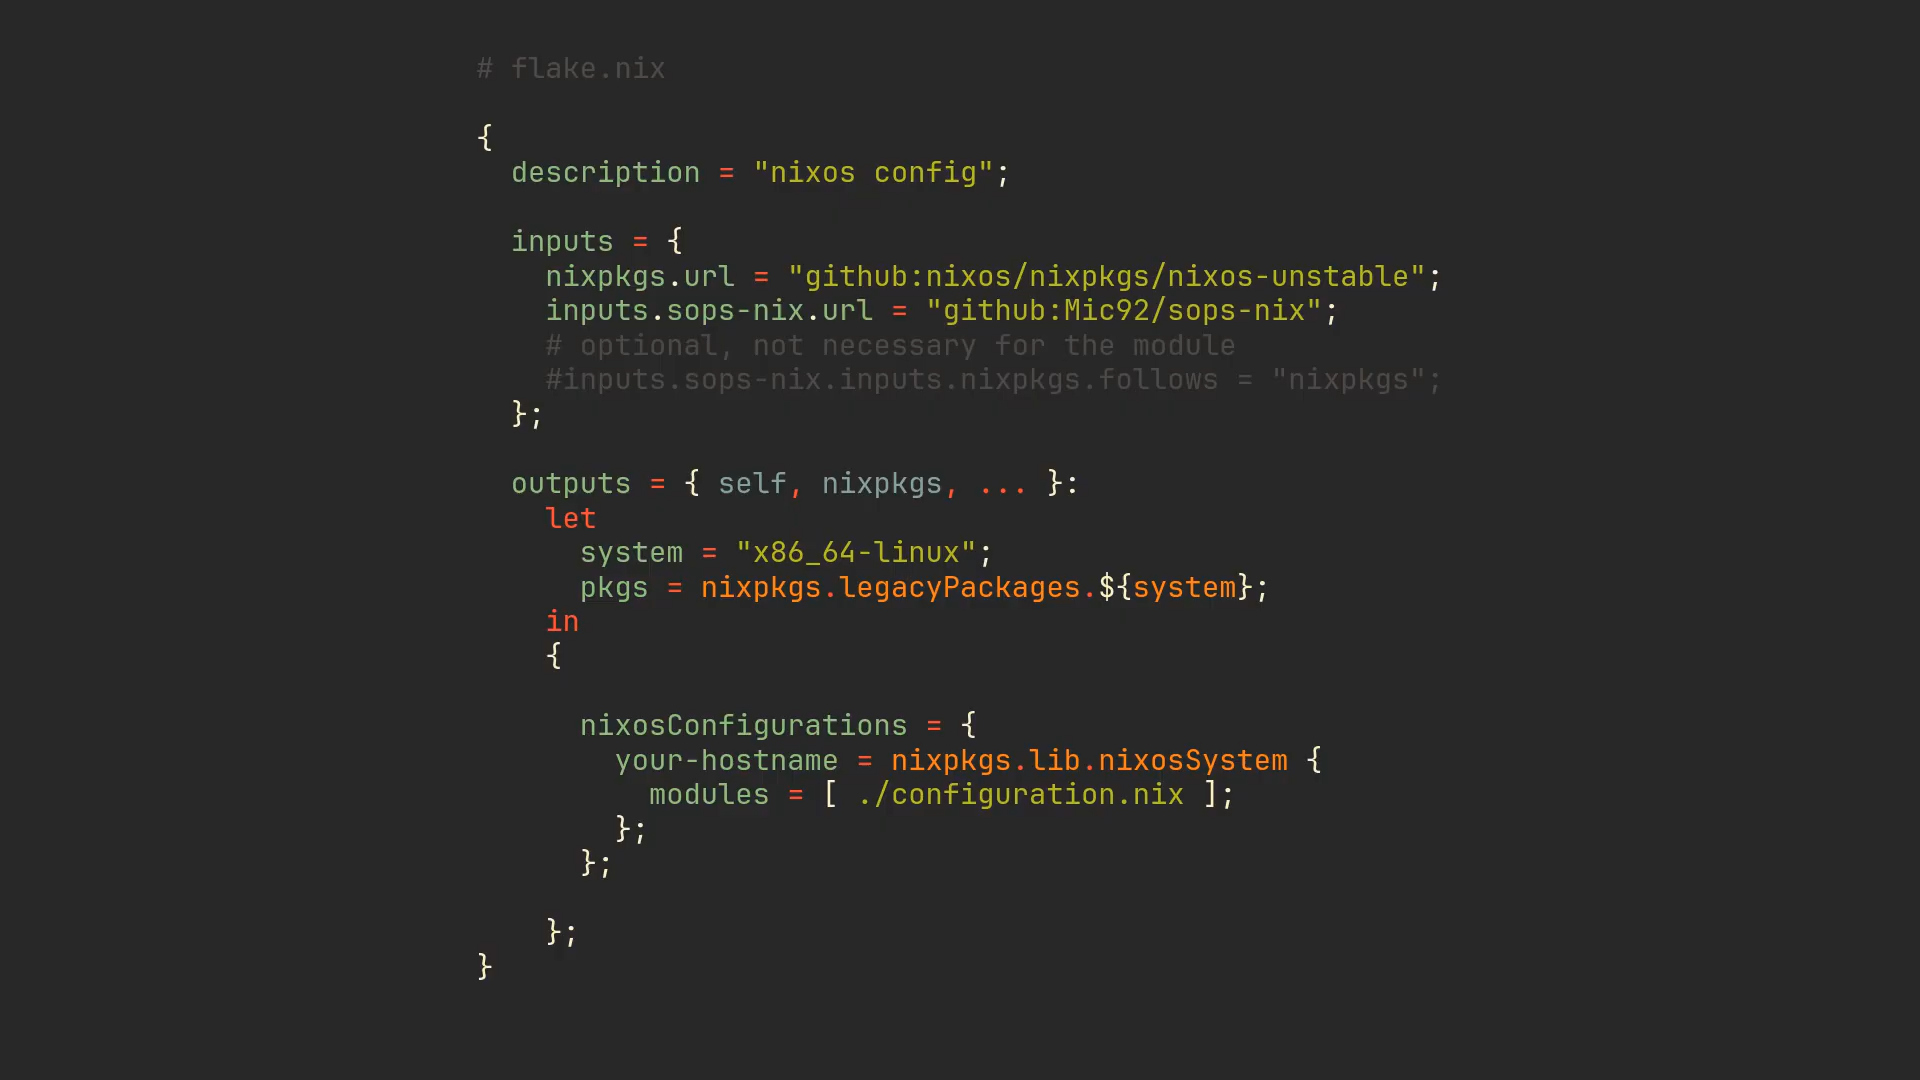 # flake.nix
{
  description = "nixos config";
  inputs = {
    nixpkgs.url = "github:nixos/nixpkgs/nixos-unstable";
    inputs.sops-nix.url = "github:Mic92/sops-nix";
    # optional, not necessary for the module
    #inputs.sops-nix.inputs.nixpkgs.follows = "nixpkgs";
  };
  outputs = { self, nixpkgs, ... }:
    let
      system = "x86_64-linux";
      pkgs = nixpkgs.legacyPackages.${system};
    in
    {
      nixosConfigurations = {
        your-hostname = nixpkgs.lib.nixosSystem {
          modules = [ ./configuration.nix ];
        };
      };
    };
}